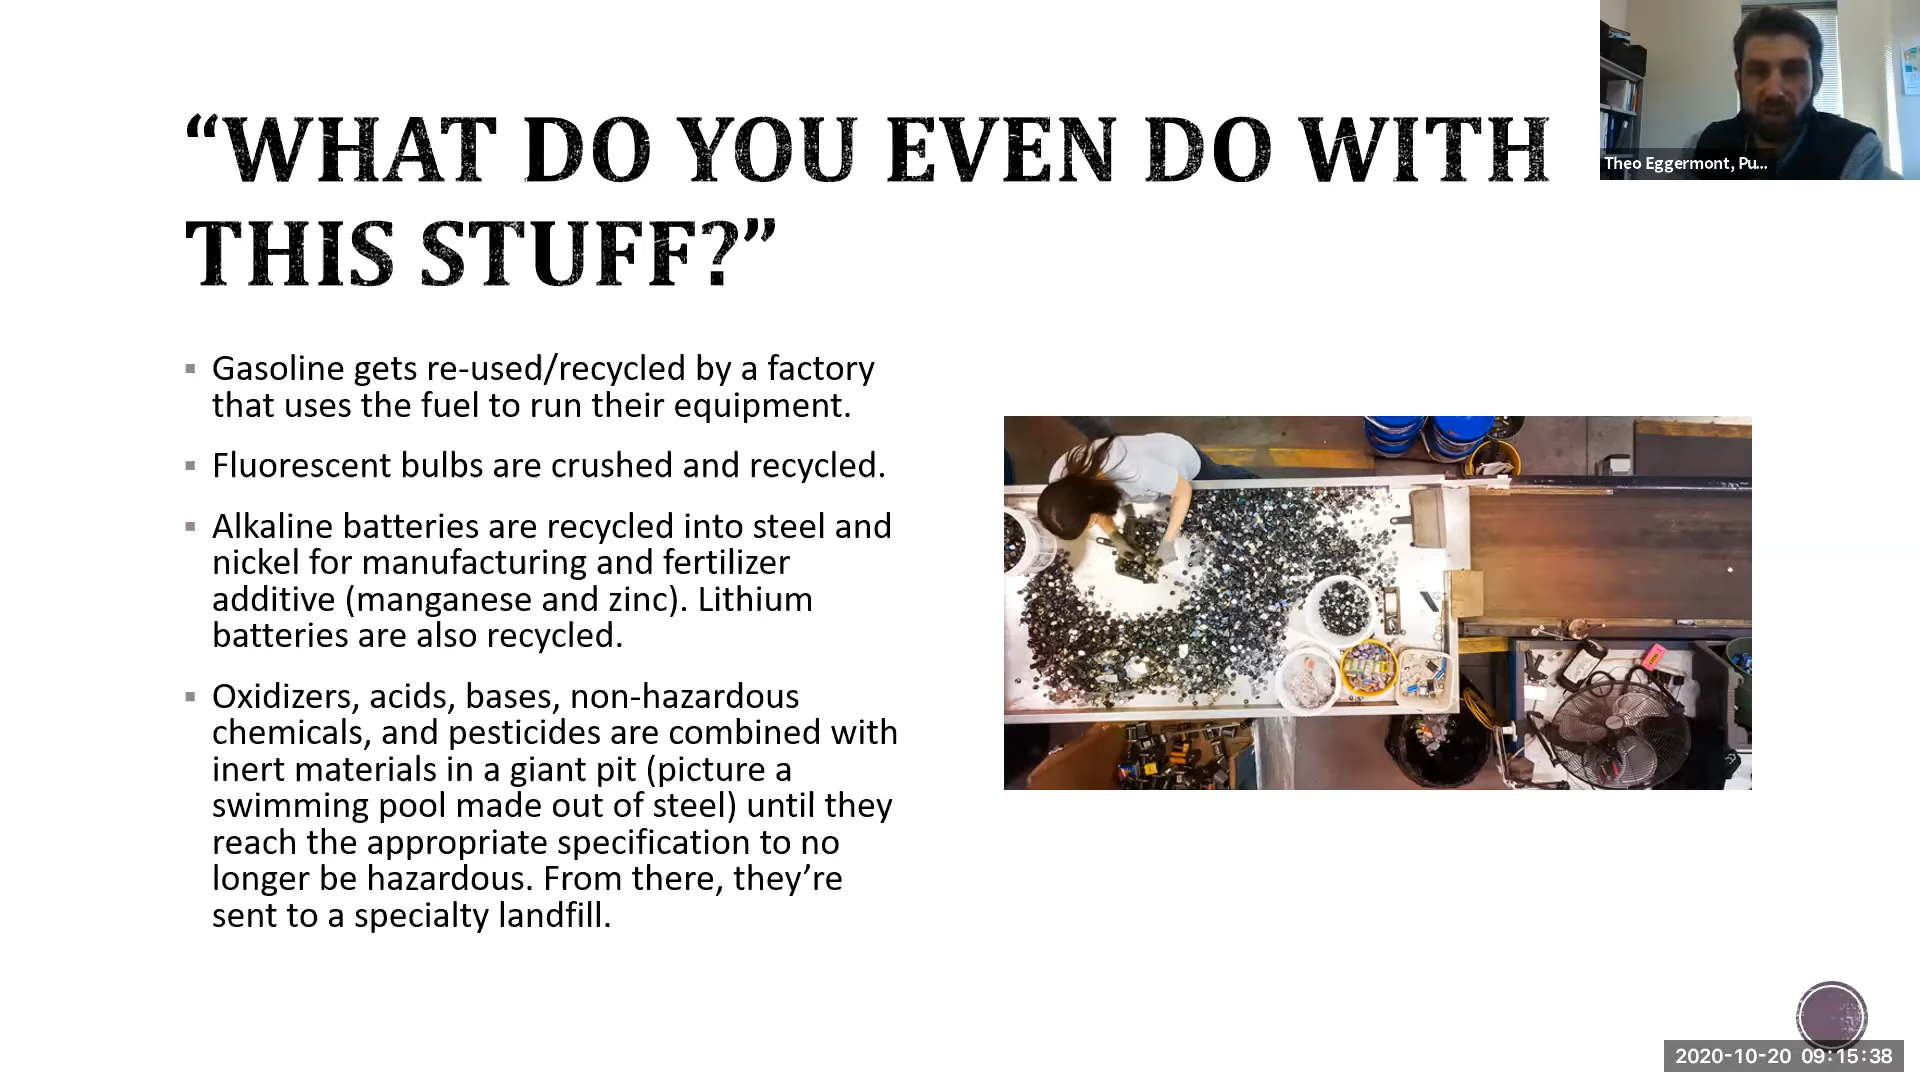 “WHAT DO YOU EVEN DO WITH
THIS STUFF?”
Theo Eggermont, Pu...
▪ Gasoline gets re-used/recycled by a factory
that uses the fuel to run their equipment.
▪ Fluorescent bulbs are crushed and recycled.
▪ Alkaline batteries are recycled into steel and
nickel for manufacturing and fertilizer
additive (manganese and zinc). Lithium
batteries are also recycled.
▪ Oxidizers, acids, bases, non-hazardous
chemicals, and pesticides are combined with
inert materials in a giant pit (picture a
swimming pool made out of steel) until they
reach the appropriate specification to no
longer be hazardous. From there, they’re
sent to a specialty landfill.
2020-10-20 09:15:38